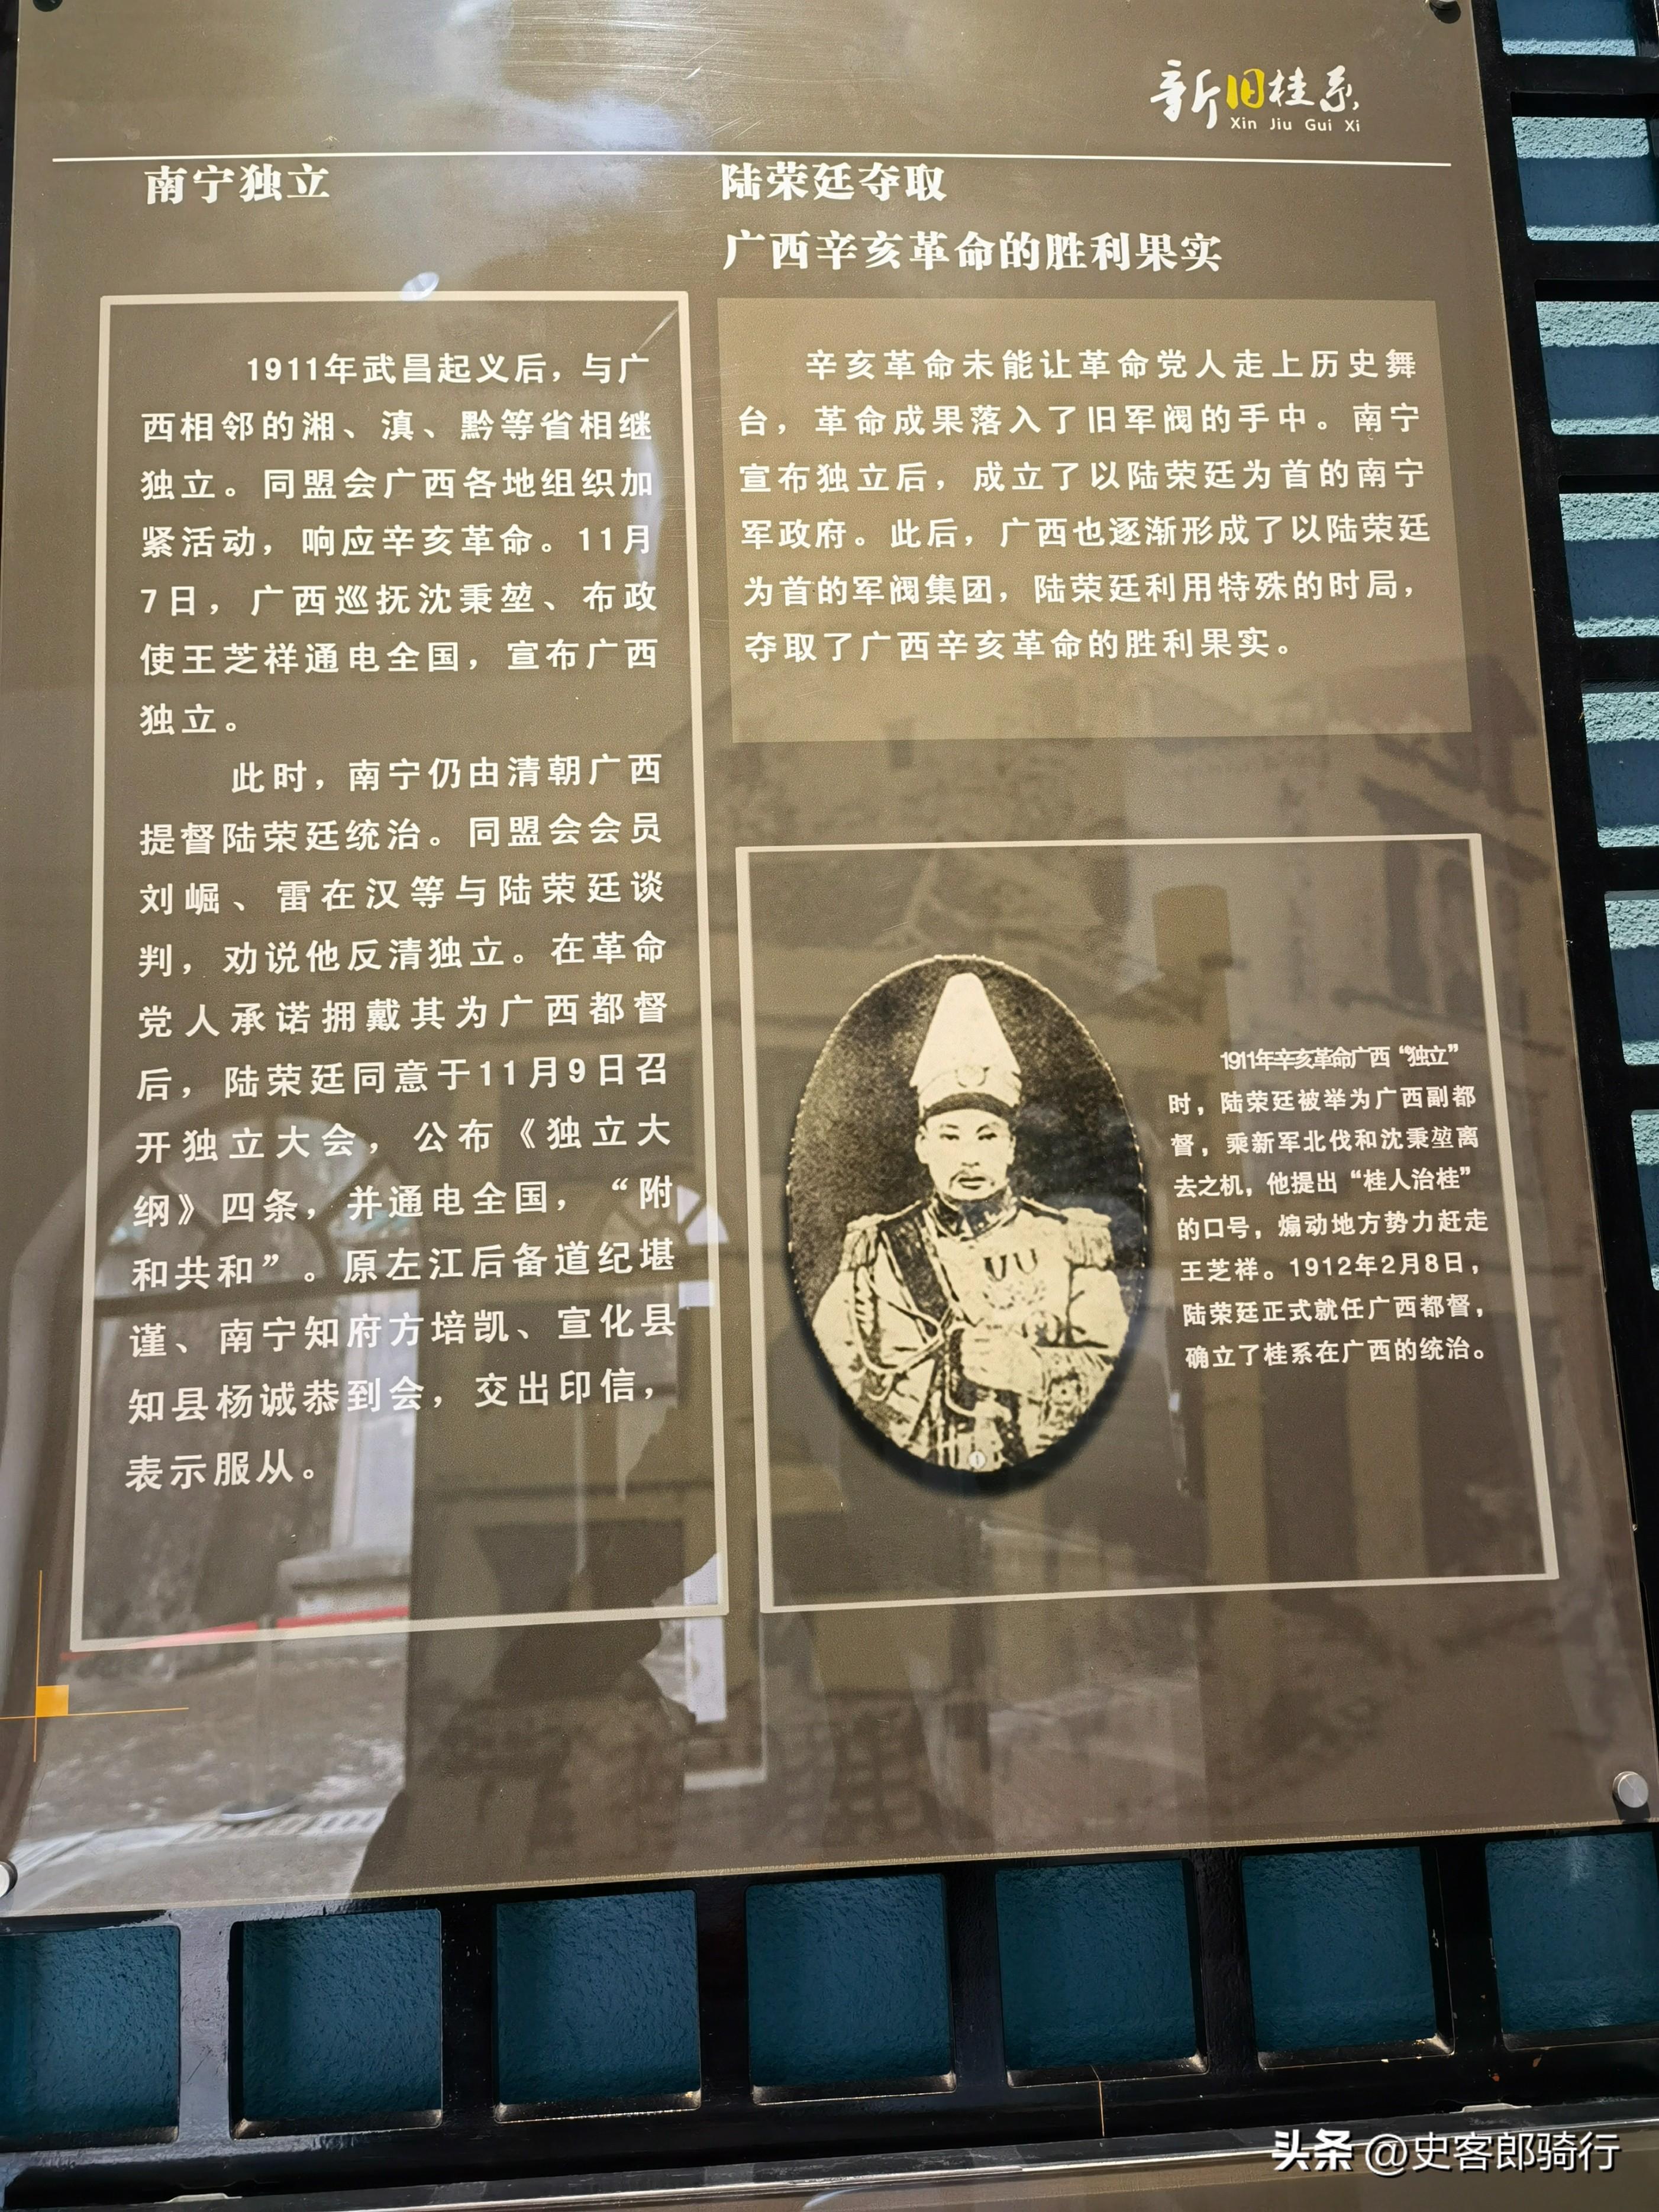 新旧桂系
Xin Jiu Gui Xi
南宁独立
1911年武昌起义后，与广
西相邻的湘、滇、黔等省相继
独立。同盟会广西各地组织加
紧活动，响应辛亥革命。11月
7日，广西巡抚沈秉堃、布政
使王芝祥通电全国，宣布广西
独立。
此时，南宁仍由清朝广西
提督陆荣廷统治。同盟会会员
刘崛、雷在汉等与陆荣廷谈
判，劝说他反清独立。在革命
党人承诺拥戴其为广西都督
后，陆荣廷同意于11月9日召
开独立大会，公布《独立大
纲》四条，并通电全国，“附
和共和”。原左江后备道纪堪
谨、南宁知府方培凯、宣化县
知县杨诚恭到会，交出印信，
表示服从。
陆荣廷夺取
广西辛亥革命的胜利果实
辛亥革命未能让革命党人走上历史舞
台，革命成果落入了旧军阀的手中。南宁
宣布独立后，成立了以陆荣廷为首的南宁
军政府。此后，广西也逐渐形成了以陆荣廷
为首的军阀集团，陆荣廷利用特殊的时局，
夺取了广西辛亥革命的胜利果实。
1911年辛亥革命广西“独立”
时，陆荣廷被举为广西副都
督，乘新军北伐和沈秉堃离
去之机，他提出“桂人治桂”
的口号，煽动地方势力赶走
王芝祥。1912年2月8日，
陆荣廷正式就任广西都督，
确立了桂系在广西的统治。
头条 @史客郎骑行